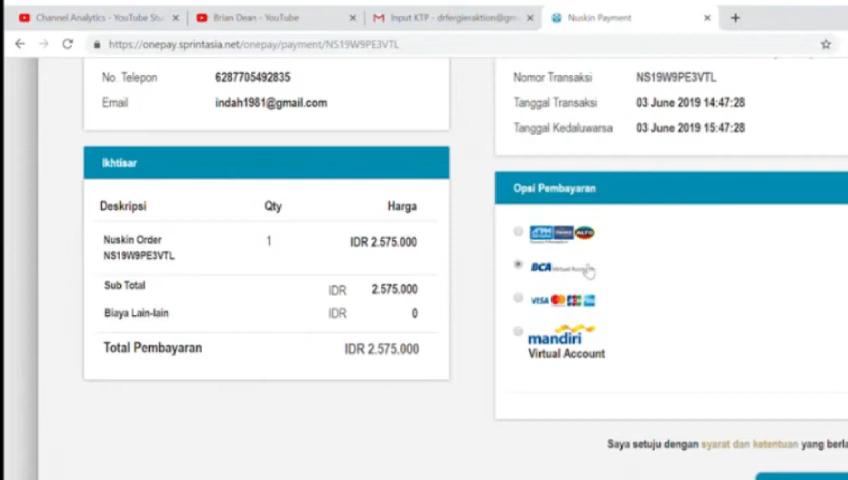 Channel Analytics - YouTube Stu
Brian Dean - YouTube
Input KTP - drfergieraktion@gm
Nuskin Payment
https://onepay.sprintasia.net/onepay/payment/NS19W9PE3VTL
No. Telepon 6287705492835
Email indah1981@gmail.com
Nomor Transaksi NS19W9PE3VTL
Tanggal Transaksi 03 June 2019 14:47:28
Tanggal Kedaluwarsa 03 June 2019 15:47:28
Ikhtisar
Deskripsi Qty Harga
Nuskin Order 1 IDR 2.575.000
NS19W9PE3VTL
Sub Total IDR 2.575.000
Biaya Lain-lain IDR 0
Total Pembayaran IDR 2.575.000
Opsi Pembayaran
ALTO
BCA Virtual Account
VISA
mandiri
Virtual Account
Saya setuju dengan syarat dan ketentuan yang berla